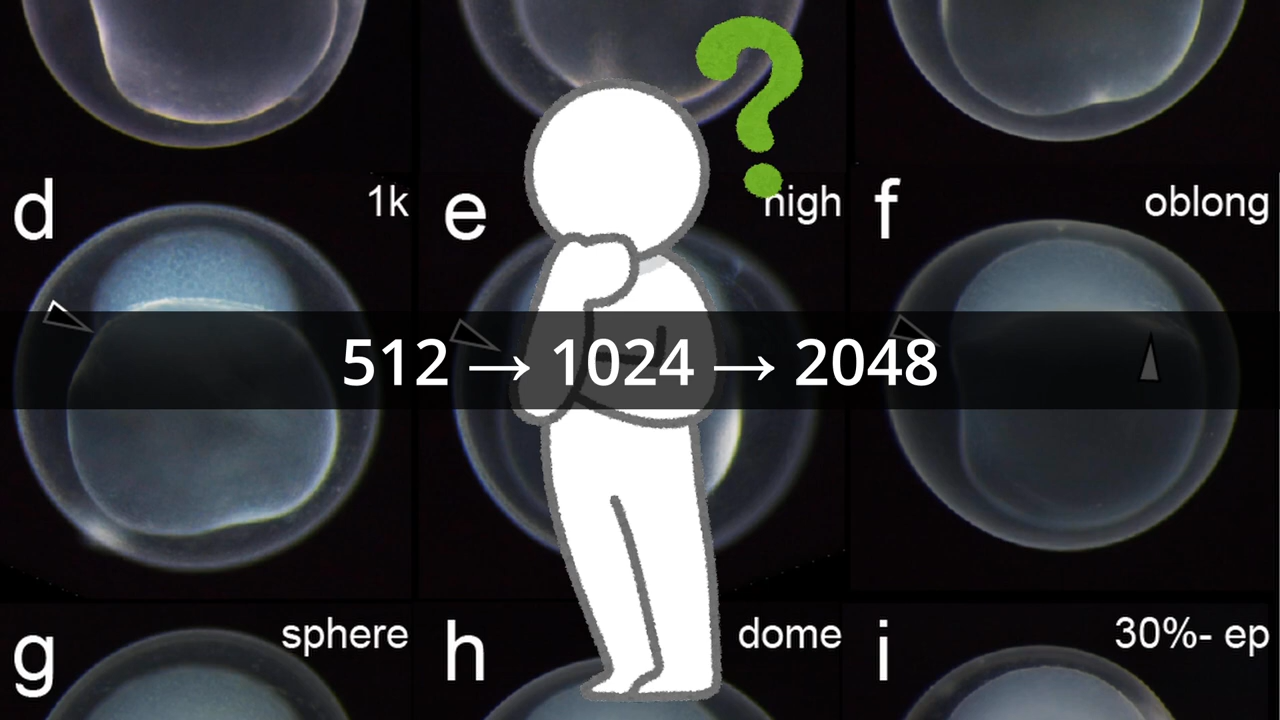 ?
d 1k e high f oblong
512 → 1024 → 2048
g sphere h dome i 30%- ep